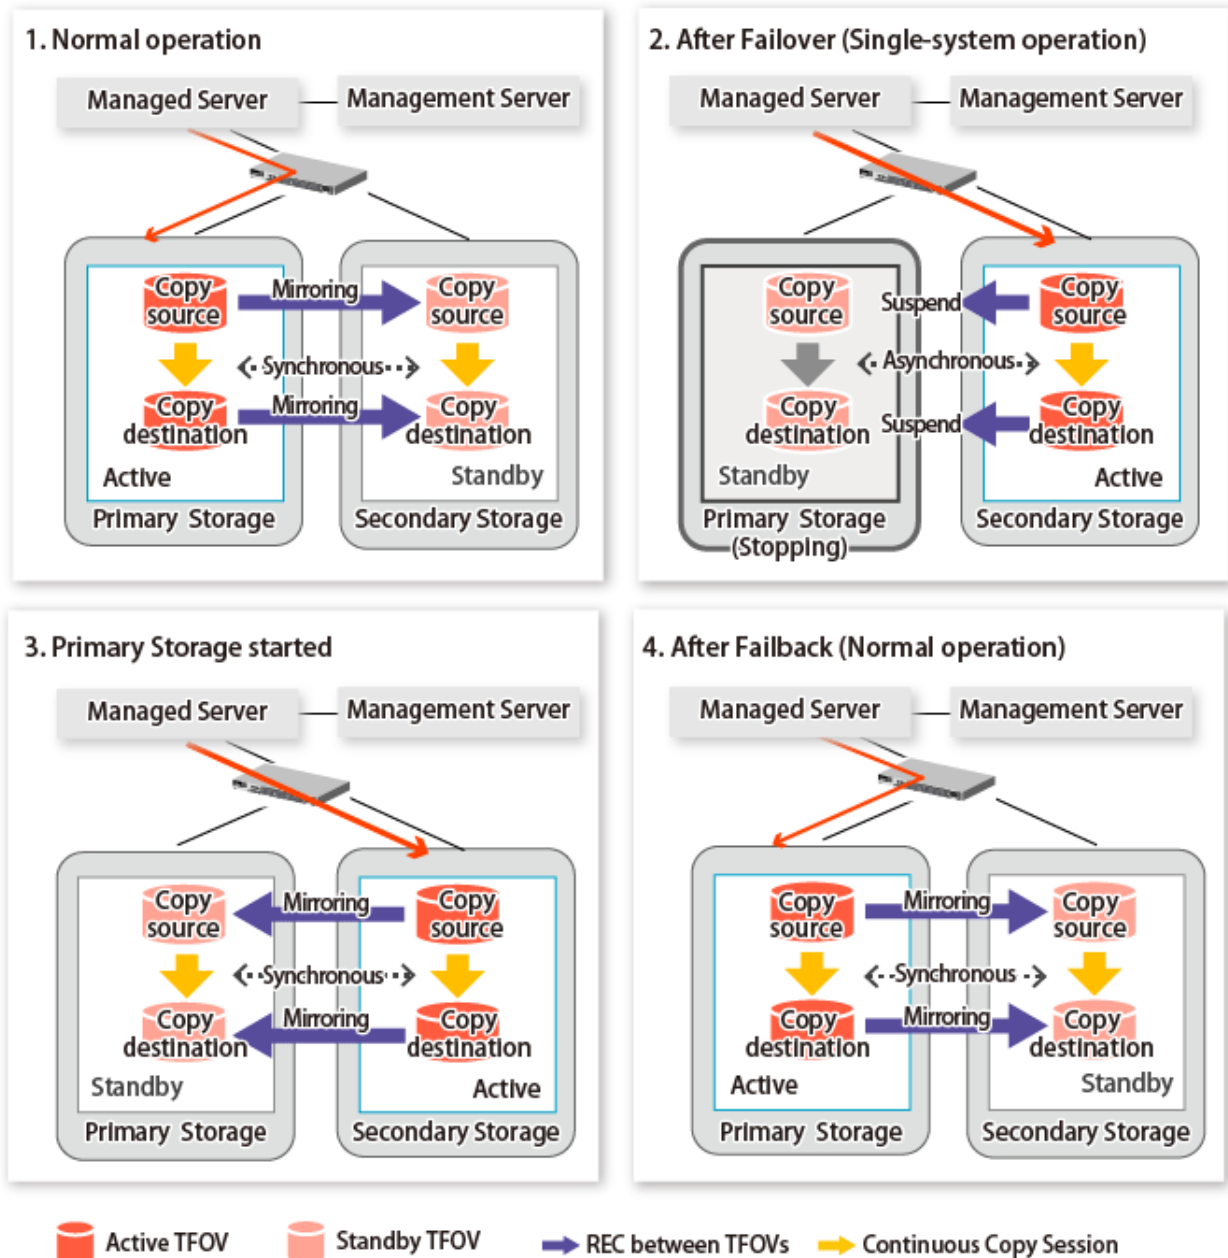 1. Normal operation
Managed Server
Management Server
Copy
source
Mirroring
Copy
source
Synchronous
Copy
destination
Mirroring
Copy
destination
Active
Standby
Primary Storage
Secondary Storage
2. After Failover (Single-system operation)
Managed Server
Management Server
Copy
source
Suspend
Copy
source
Asynchronous
Copy
destination
Suspend
Copy
destination
Standby
Active
Primary Storage
(Stopping)
Secondary Storage
3. Primary Storage started
Managed Server
Management Server
Copy
source
Mirroring
Copy
source
Synchronous
Copy
destination
Mirroring
Copy
destination
Standby
Active
Primary Storage
Secondary Storage
4. After Failback (Normal operation)
Managed Server
Management Server
Copy
source
Mirroring
Copy
source
Synchronous
Copy
destination
Mirroring
Copy
destination
Active
Standby
Primary Storage
Secondary Storage
Active TFOV
Standby TFOV
REC between TFOVs
Continuous Copy Session